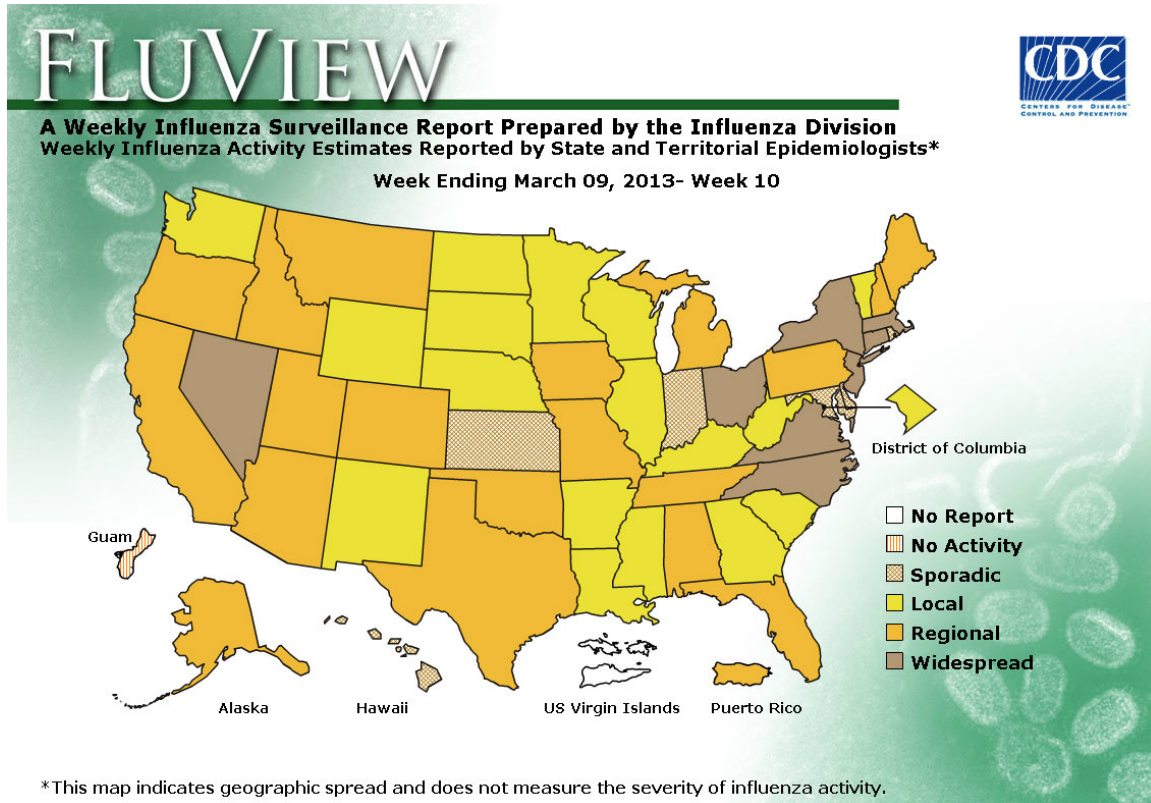 FLUVIEW
CDC
CENTERS FOR DISEASE™
CONTROL AND PREVENTION
A Weekly Influenza Surveillance Report Prepared by the Influenza Division
Weekly Influenza Activity Estimates Reported by State and Territorial Epidemiologists*
Week Ending March 09, 2013- Week 10
District of Columbia
No Report
Guam
No Activity
Sporadic
Local
Regional
Widespread
Alaska
Hawaii
US Virgin Islands
Puerto Rico
*This map indicates geographic spread and does not measure the severity of influenza activity.